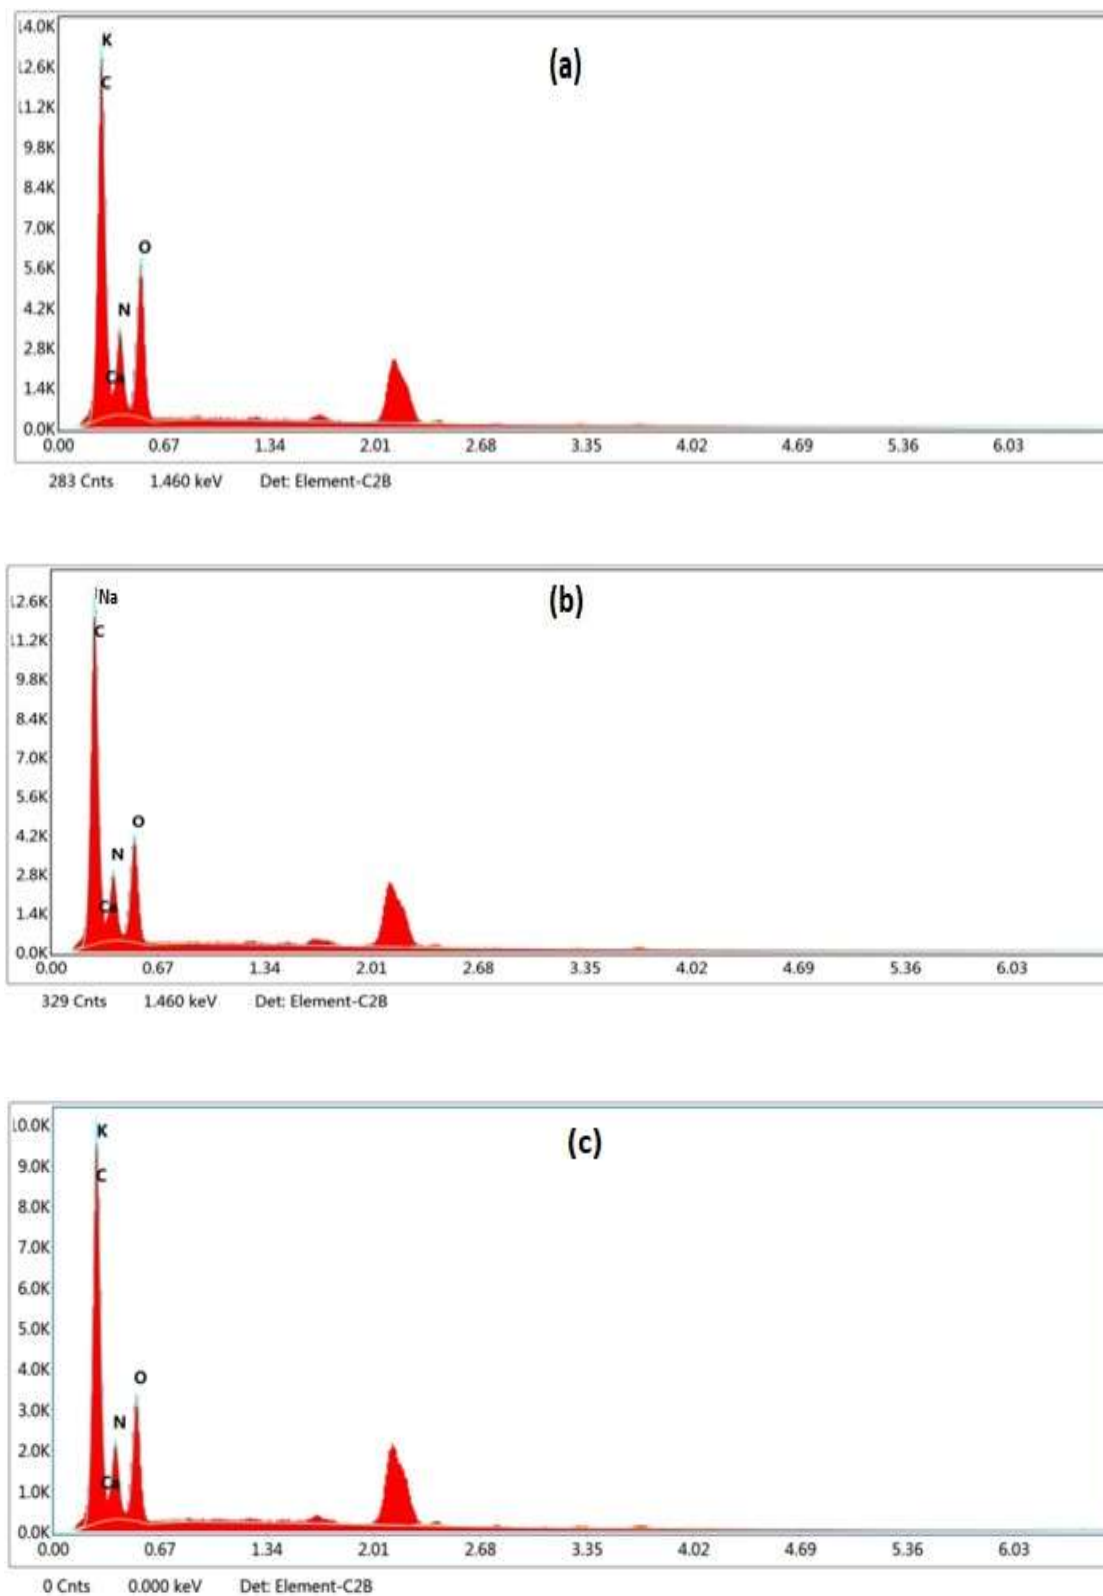 14.0K
K
(a)
12.6K
C
11.2K
9.8K
8.4K
7.0K
O
5.6K
4.2K
N
2.8K
Ca
1.4K
0.0K
0.00 0.67 1.34 2.01 2.68 3.35 4.02 4.69 5.36 6.03
283 Cnts 1.460 keV Det: Element-C2B
(b)
12.6K
Na
C
11.2K
9.8K
8.4K
7.0K
5.6K
4.2K
O
N
2.8K
Ca
1.4K
0.0K
0.00 0.67 1.34 2.01 2.68 3.35 4.02 4.69 5.36 6.03
329 Cnts 1.460 keV Det: Element-C2B
10.0K
K
(c)
9.0K
C
8.0K
7.0K
6.0K
5.0K
4.0K
O
3.0K
N
2.0K
Ca
1.0K
0.0K
0.00 0.67 1.34 2.01 2.68 3.35 4.02 4.69 5.36 6.03
0 Cnts 0.000 keV Det: Element-C2B